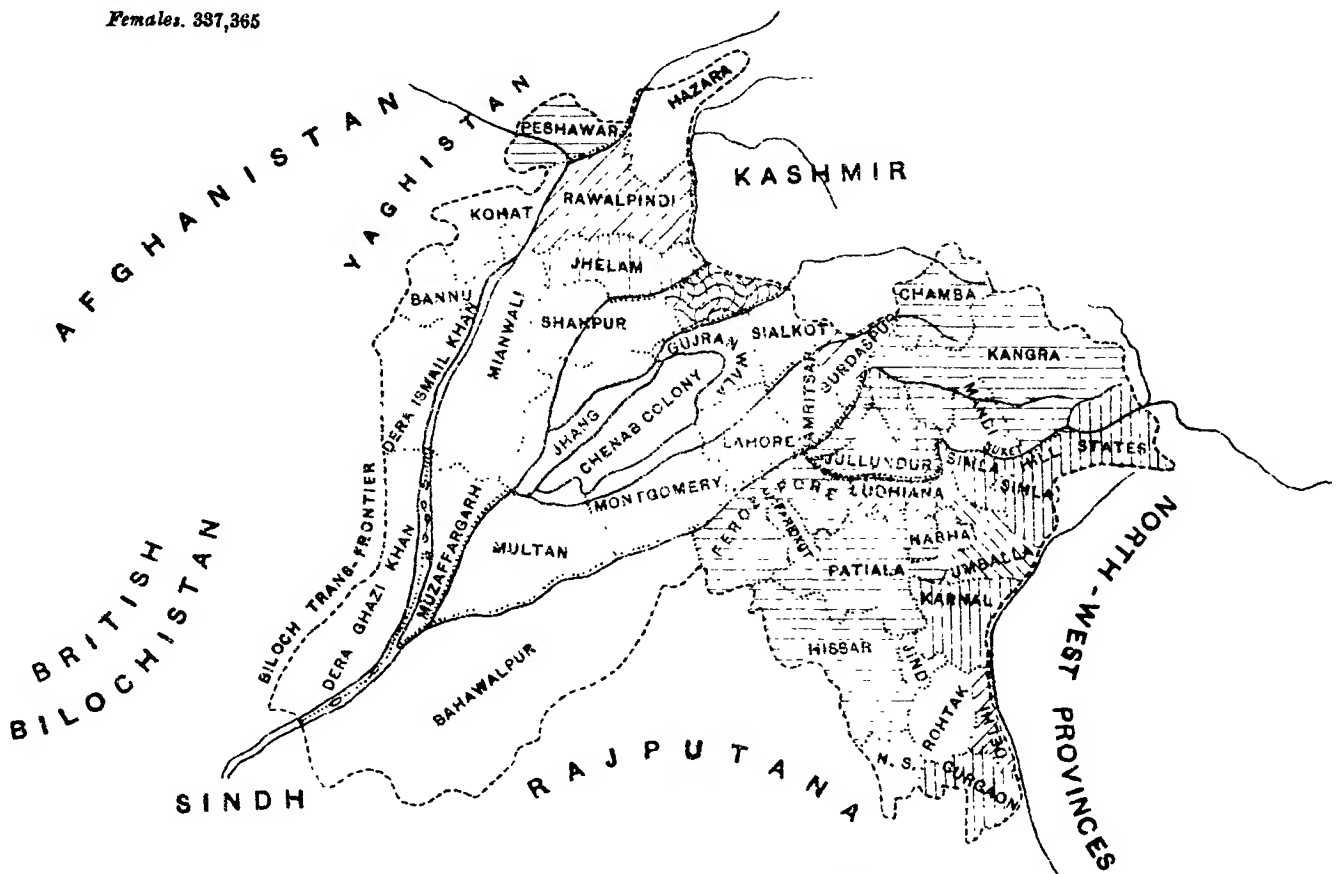 Females. 337,365
HAZARA
AFGHANISTAN
YAGHISTAN
PESHAWAR
KASHMIR
KOHAT
RAWALPINDI
JHELAM
BANNU
DERA ISMAIL KHAN
MIANWALI
SHAHPUR
GUJRANWALA
SIALKOT
GURDASPUR
CHAMBA
KANGRA
JHANG
CHENAB COLONY
LAHORE
AMRITSAR
MANDI
SUKET
JULLUNDUR
SIMLA HILL STATES
SIMLA
BILOCH TRANS-FRONTIER
MUZAFFARGARH
MONTGOMERY
FEROZPORE
FARIDKOT
LUDHIANA
MULTAN
NABHA
UMBALLA
PATIALA
KARNAL
DERA GHAZI KHAN
BRITISH
BILOCHISTAN
BAHAWALPUR
HISSAR
JIND
ROHTAK
DELHI
N. S.
GURGAON
NORTH-WEST PROVINCES
RAJPUTANA
SINDH